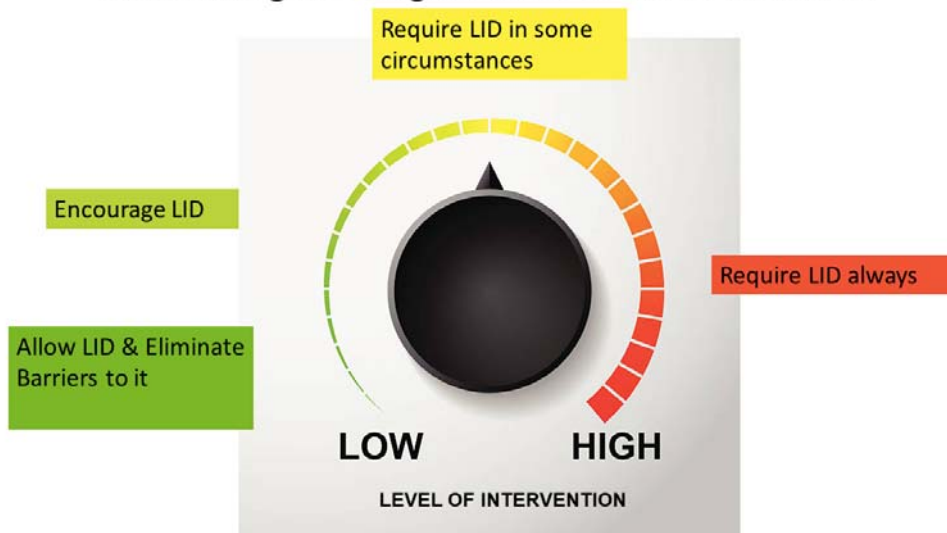 Require LID in some
circumstances
Encourage LID
Require LID always
Allow LID & Eliminate
Barriers to it
LOW
HIGH
LEVEL OF INTERVENTION